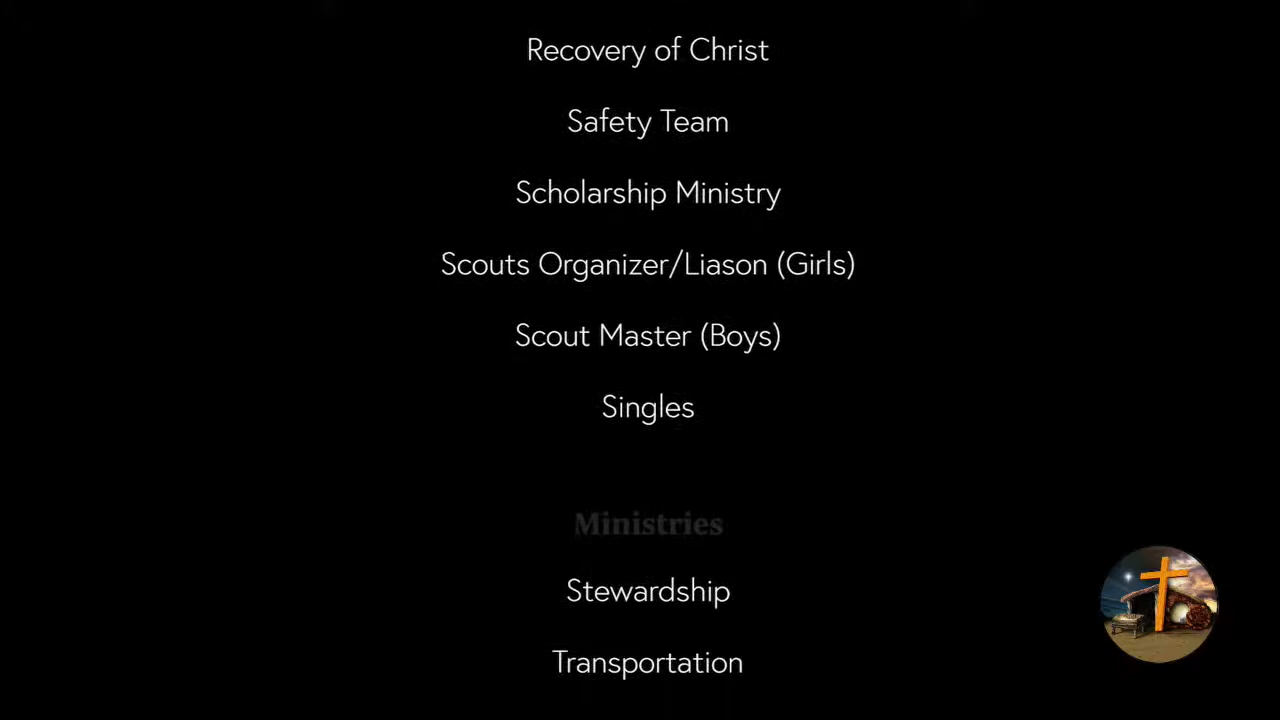 Recovery of Christ
Safety Team
Scholarship Ministry
Scouts Organizer/Liason (Girls)
Scout Master (Boys)
Singles
Ministries
Stewardship
Transportation